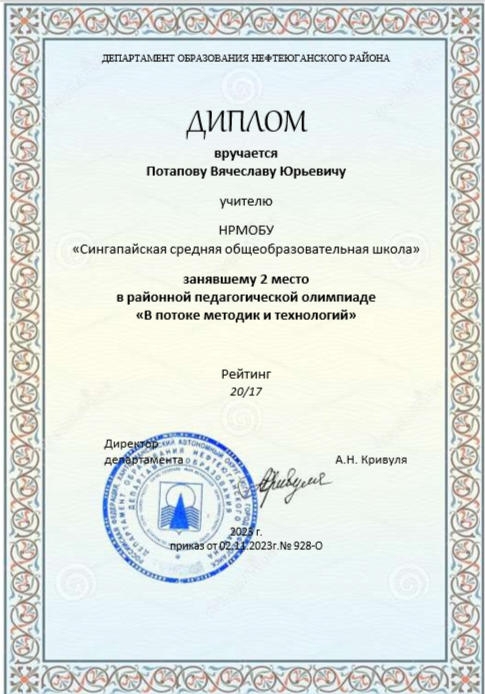 ДЕПАРТАМЕНТ ОБРАЗОВАНИЯ НЕФТЕЮГАНСКОГО РАЙОНА
ДИПЛОМ
вручается
Потапову Вячеславу Юрьевичу
учителю
НРМОБУ
«Сингапайская средняя общеобразовательная школа»
занявшему 2 место
в районной педагогической олимпиаде
«В потоке методик и технологий»
Рейтинг
20/17
Директор
департамента
А.Н. Кривуля
2023 г.
приказ от 02.11.2023г.№ 928-О